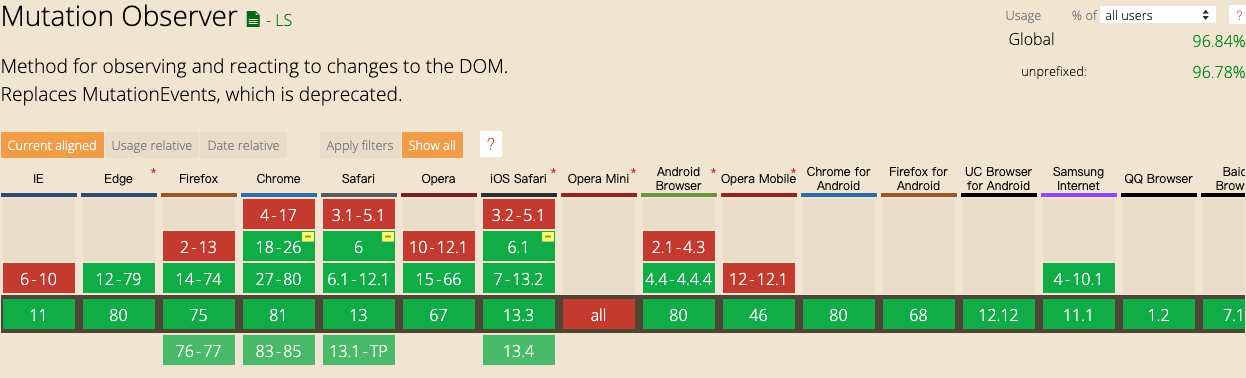 Mutation Observer - LS
Usage % of all users ?
Global 96.84%
unprefixed: 96.78%
Method for observing and reacting to changes to the DOM.
Replaces MutationEvents, which is deprecated.
Current aligned Usage relative Date relative Apply filters Show all ?
IE Edge * Firefox Chrome Safari Opera iOS Safari * Opera Mini * Android Browser * Opera Mobile * Chrome for Android Firefox for Android UC Browser for Android Samsung Internet QQ Browser
4-17 3.1-5.1 3.2-5.1
2-13 18-26 6 10-12.1 6.1 2.1-4.3
6-10 12-79 14-74 27-80 6.1-12.1 15-66 7-13.2 4.4-4.4.4 12-12.1 4-10.1
11 80 75 81 13 67 13.3 all 80 46 80 68 12.12 11.1 1.2 7.1
76-77 83-85 13.1-TP 13.4